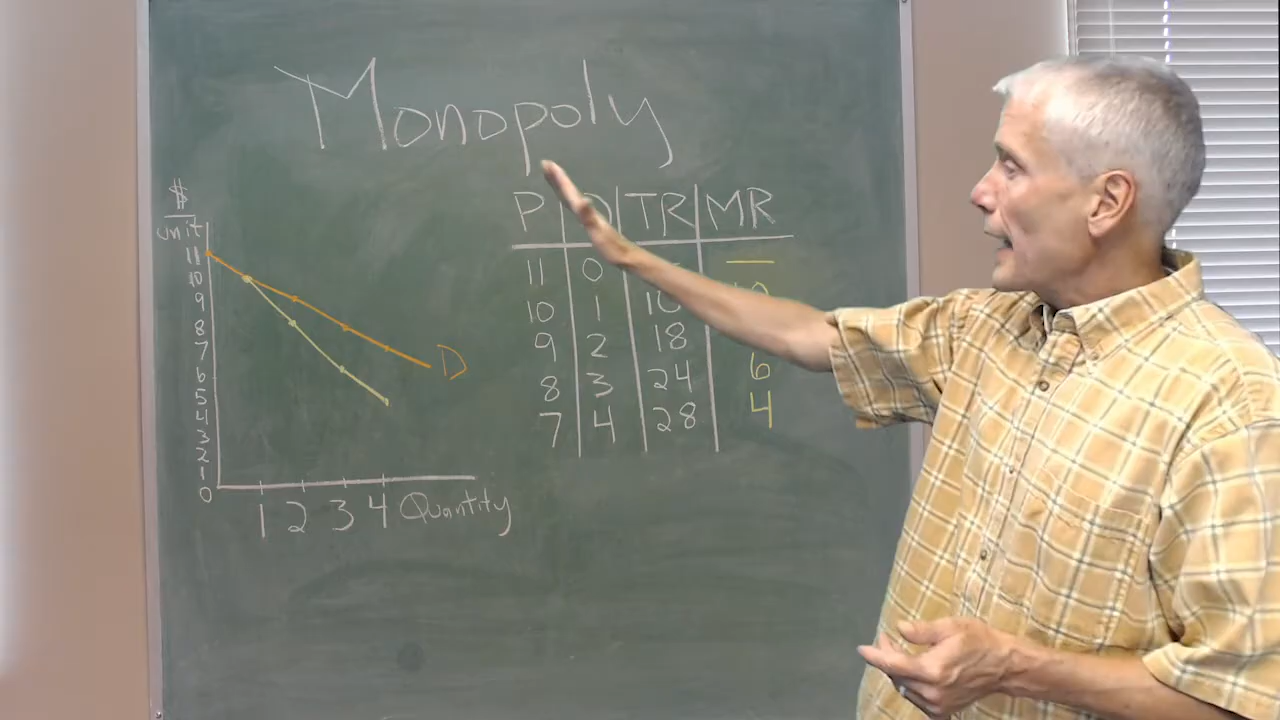 Monopoly
$
unit
11
10
9
8
7
6
5
4
3
2
1
0
1 2 3 4 Quantity
D
P TR MR
11 0 —
10 1 10
9 2 18
8 3 24 6
7 4 28 4